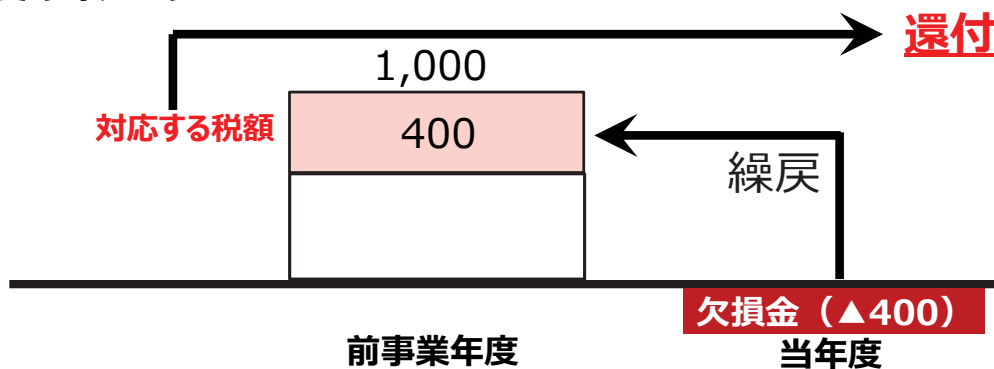 還付
1,000
対応する税額
400
繰戻
欠損金（▲400）
前事業年度
当年度